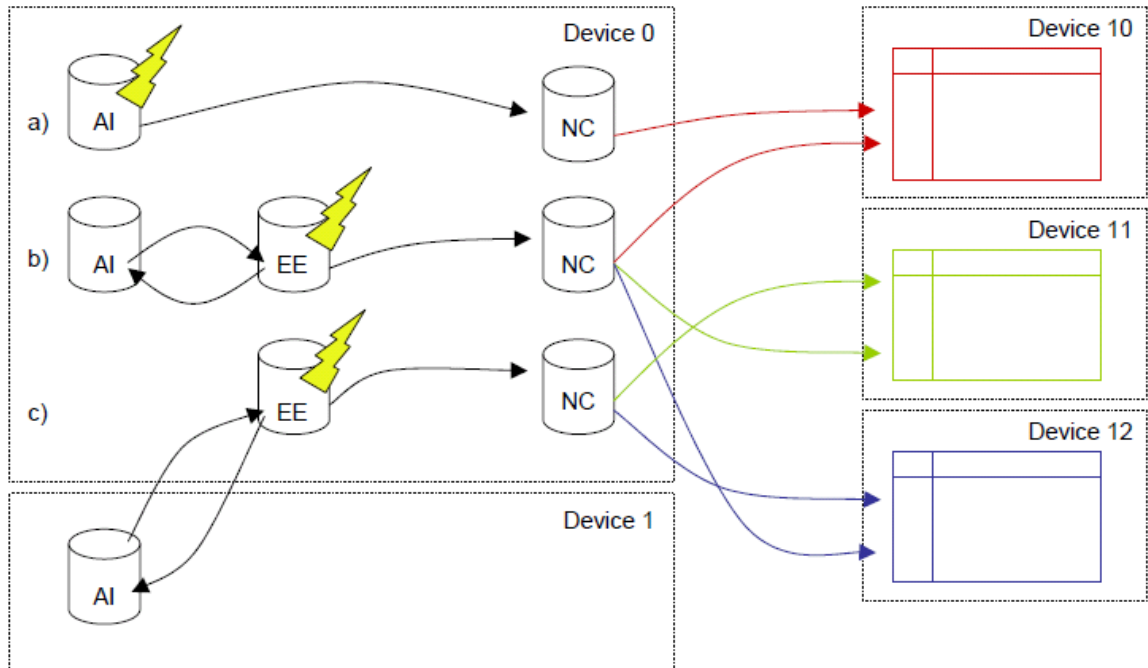 Device 0
Device 10
a)
AI
NC
Device 11
b)
AI
EE
NC
c)
EE
NC
Device 12
Device 1
AI